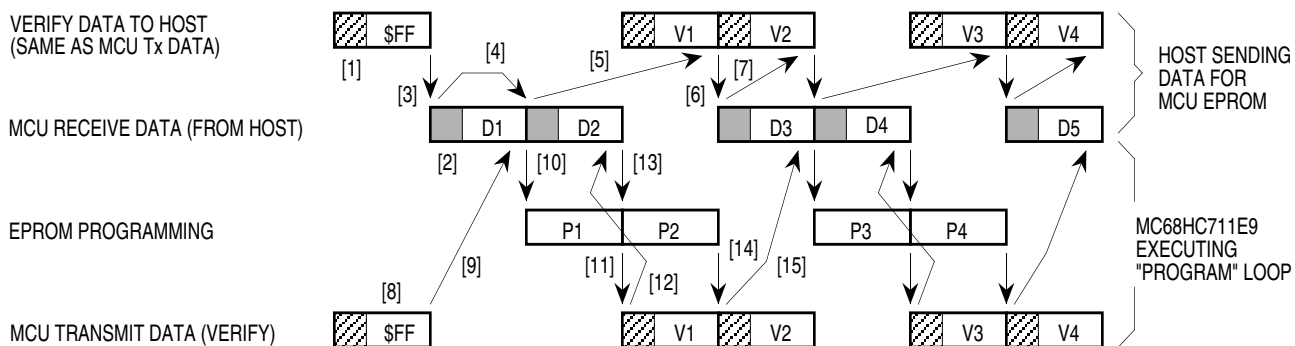 VERIFY DATA TO HOST
(SAME AS MCU Tx DATA)
$FF
V1
V2
V3
V4
HOST SENDING
DATA FOR
MCU EPROM
[1]
[3]
[4]
[5]
[6]
[7]
MCU RECEIVE DATA (FROM HOST)
D1
D2
D3
D4
D5
[2]
[10]
[13]
EPROM PROGRAMMING
P1
P2
P3
P4
MC68HC711E9
EXECUTING
"PROGRAM" LOOP
[8]
[9]
[11]
[12]
[14]
[15]
MCU TRANSMIT DATA (VERIFY)
$FF
V1
V2
V3
V4